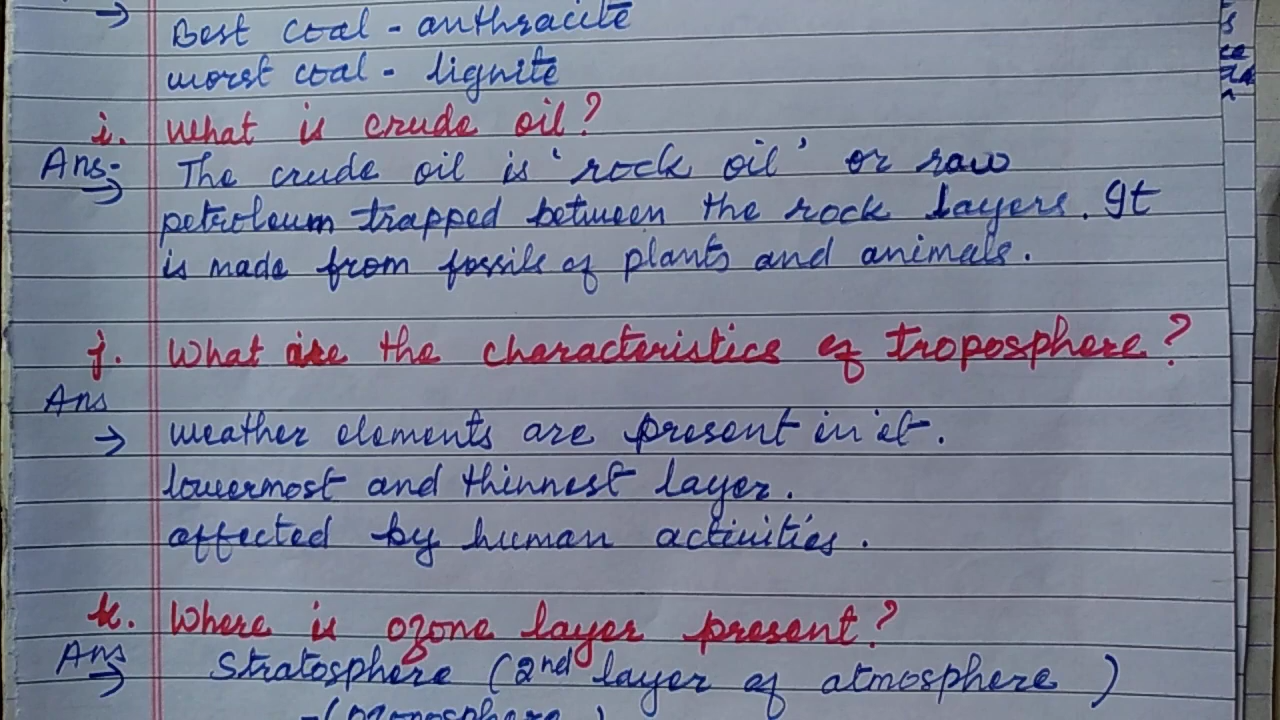 → Best coal - anthracite
worst coal - lignite
i. What is crude oil?
Ans- → The crude oil is 'rock oil' or raw
petroleum trapped between the rock layers. It
is made from fossils of plants and animals.
j. What are the characteristics of troposphere?
Ans
→ weather elements are present in it.
lowermost and thinnest layer.
affected by human activities.
k. Where is ozone layer present?
Ans → Stratosphere (2nd layer of atmosphere)
-(ozonosphere)